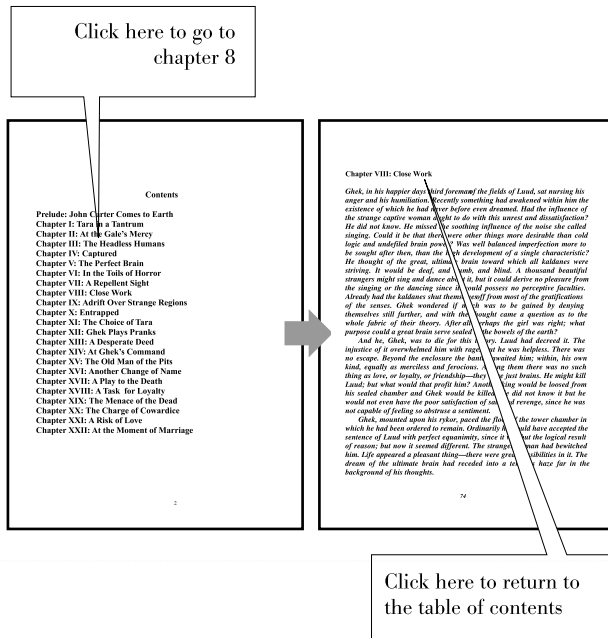 Click here to go to
chapter 8
Contents
Prelude: John Carter Comes to Earth
Chapter I: Tara in a Tantrum
Chapter II: At the Gale's Mercy
Chapter III: The Headless Humans
Chapter IV: Captured
Chapter V: The Perfect Brain
Chapter VI: In the Toils of Horror
Chapter VII: A Repellent Sight
Chapter VIII: Close Work
Chapter IX: Adrift Over Strange Regions
Chapter X: Entrapped
Chapter XI: The Choice of Tara
Chapter XII: Ghek Plays Pranks
Chapter XIII: A Desperate Deed
Chapter XIV: At Ghek's Command
Chapter XV: The Old Man of the Pits
Chapter XVI: Another Change of Name
Chapter XVII: A Play to the Death
Chapter XVIII: A Task for Loyalty
Chapter XIX: The Menace of the Dead
Chapter XX: The Charge of Cowardice
Chapter XXI: A Risk of Love
Chapter XXII: At the Moment of Marriage
2
Chapter VIII: Close Work
Ghek, in his happier days third foreman of the fields of Luud, sat nursing his
anger and his humiliation. Recently something had awakened within him the
existence of which he had never before even dreamed. Had the influence of
the strange captive woman aught to do with this unrest and dissatisfaction?
He did not know. He missed the soothing influence of the noise she called
singing. Could it be that there were other things more desirable than cold
logic and undefiled brain power? Was well balanced imperfection more to
be sought after then, than the high development of a single characteristic?
He thought of the great, ultimate brain toward which all kaldanes were
striving. It would be deaf, and dumb, and blind. A thousand beautiful
strangers might sing and dance about it, but it could derive no pleasure from
the singing or the dancing since it would possess no perceptive faculties.
Already had the kaldanes shut themselves off from most of the gratifications
of the senses. Ghek wondered if much was to be gained by denying
themselves still further, and with the thought came a question as to the
whole fabric of their theory. After all perhaps the girl was right; what
purpose could a great brain serve sealed in the bowels of the earth?
And he, Ghek, was to die for this theory. Luud had decreed it. The
injustice of it overwhelmed him with rage. But he was helpless. There was
no escape. Beyond the enclosure the banths awaited him; within, his own
kind, equally as merciless and ferocious. Among them there was no such
thing as love, or loyalty, or friendship—they were just brains. He might kill
Luud; but what would that profit him? Another king would be loosed from
his sealed chamber and Ghek would be killed. He did not know it but he
would not even have the poor satisfaction of satisfied revenge, since he was
not capable of feeling so abstruse a sentiment.
Ghek, mounted upon his rykor, paced the floor of the tower chamber in
which he had been ordered to remain. Ordinarily he would have accepted the
sentence of Luud with perfect equanimity, since it was but the logical result
of reason; but now it seemed different. The strange woman had bewitched
him. Life appeared a pleasant thing—there were great possibilities in it. The
dream of the ultimate brain had receded into a tenuous haze far in the
background of his thoughts.
74
Click here to return to
the table of contents